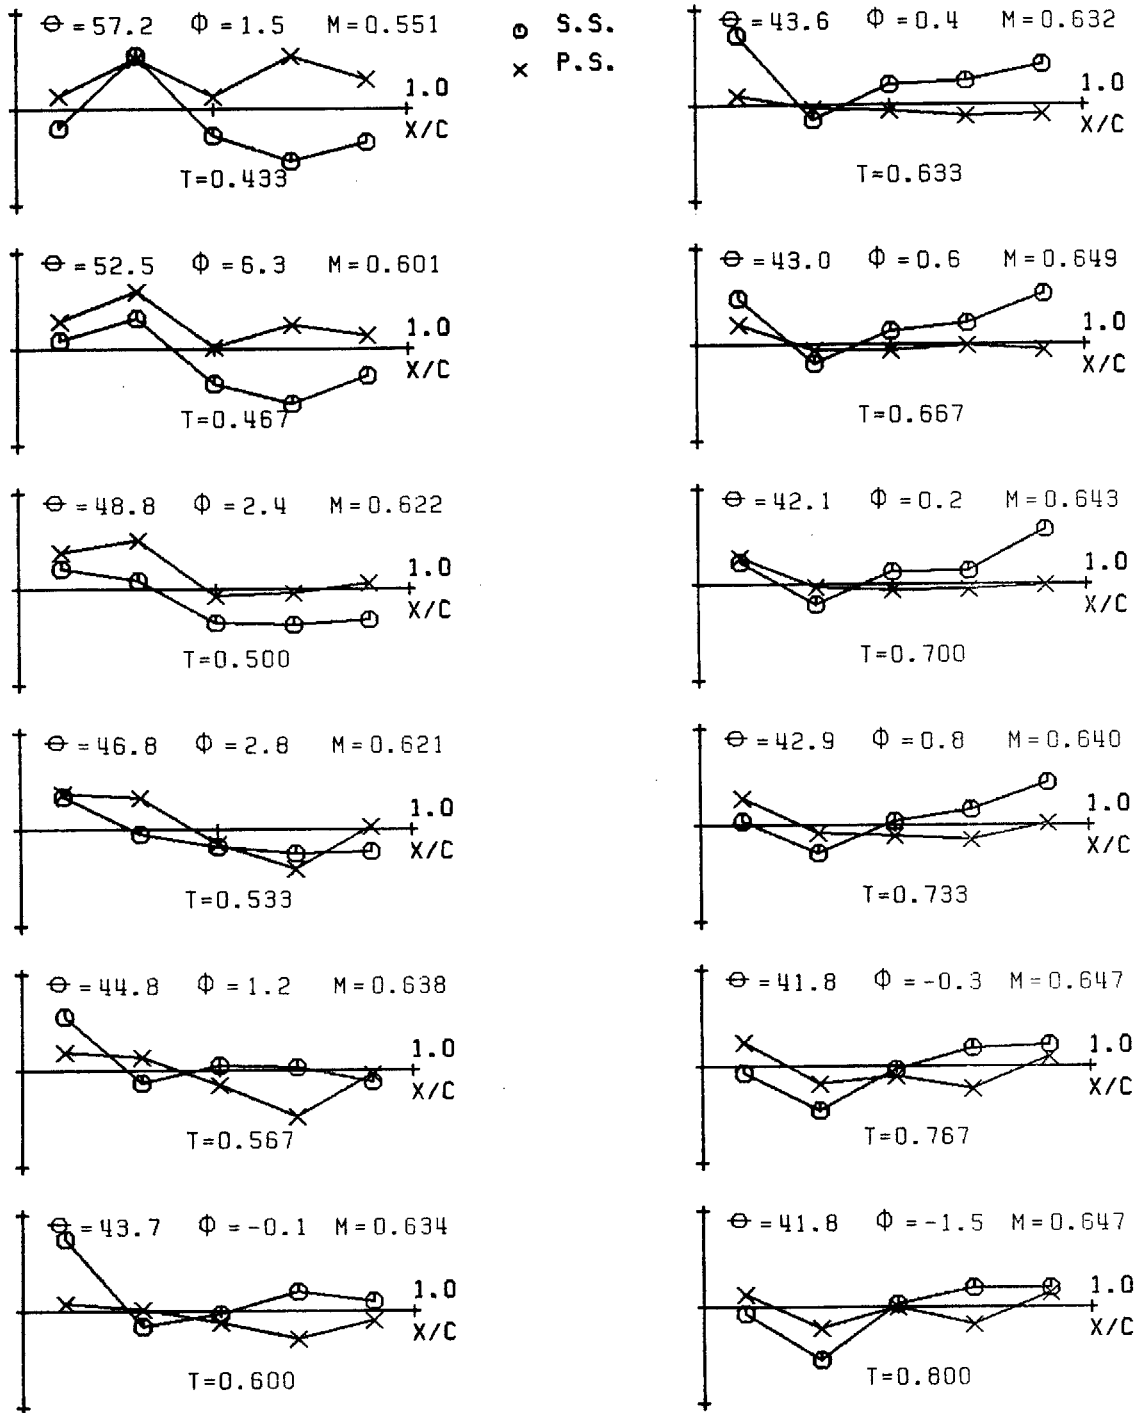 Θ = 57.2 Φ = 1.5 M = 0.551
1.0
X/C
T=0.433
Θ = 52.5 Φ = 6.3 M = 0.601
1.0
X/C
T=0.467
Θ = 48.8 Φ = 2.4 M = 0.622
1.0
X/C
T=0.500
Θ = 46.8 Φ = 2.8 M = 0.621
1.0
X/C
T=0.533
Θ = 44.8 Φ = 1.2 M = 0.638
1.0
X/C
T=0.567
Θ = 43.7 Φ = -0.1 M = 0.634
1.0
X/C
T=0.600
S.S.
P.S.
Θ = 43.6 Φ = 0.4 M = 0.632
1.0
X/C
T=0.633
Θ = 43.0 Φ = 0.6 M = 0.649
1.0
X/C
T=0.667
Θ = 42.1 Φ = 0.2 M = 0.643
1.0
X/C
T=0.700
Θ = 42.9 Φ = 0.8 M = 0.640
1.0
X/C
T=0.733
Θ = 41.8 Φ = -0.3 M = 0.647
1.0
X/C
T=0.767
Θ = 41.8 Φ = -1.5 M = 0.647
1.0
X/C
T=0.800